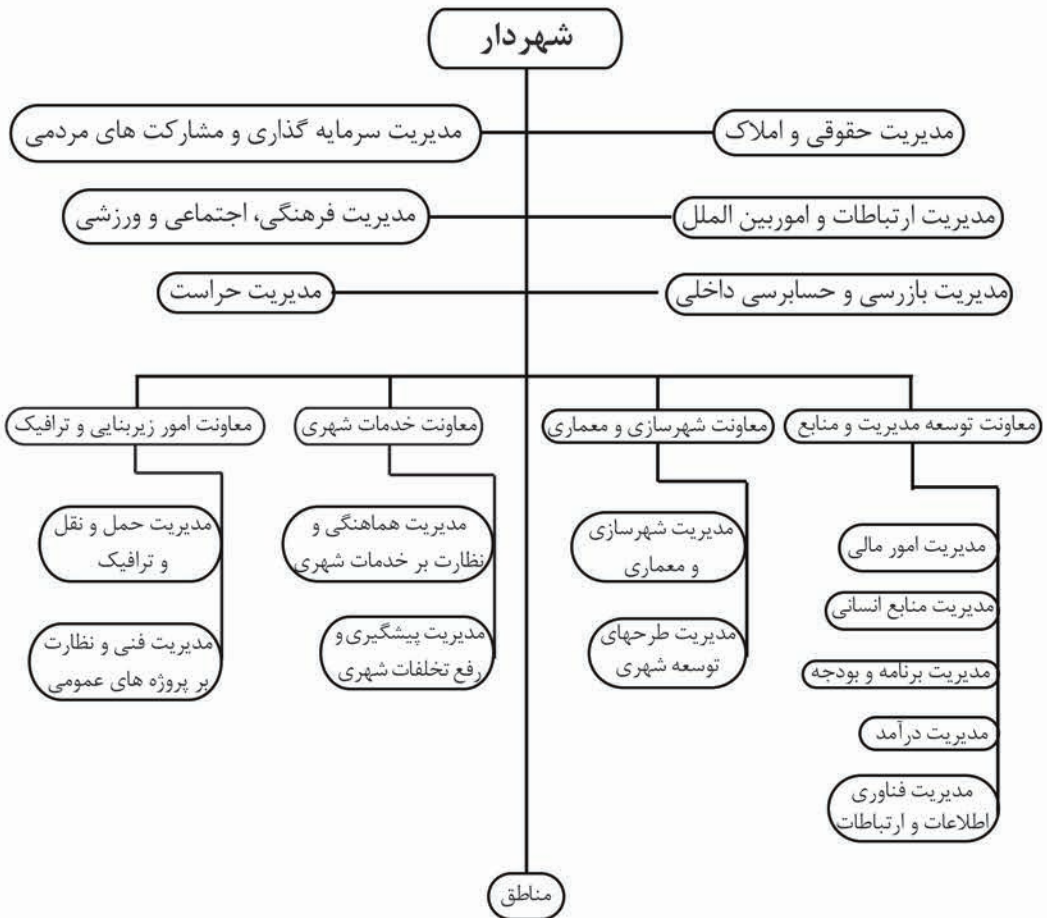 شهردار
مدیریت حقوقی و املاک
مدیریت سرمایه گذاری و مشارکت های مردمی
مدیریت ارتباطات و اموربین الملل
مدیریت فرهنگی، اجتماعی و ورزشی
مدیریت بازرسی و حسابرسی داخلی
مدیریت حراست
معاونت توسعه مدیریت و منابع
معاونت شهرسازی و معماری
معاونت خدمات شهری
معاونت امور زیربنایی و ترافیک
مدیریت امور مالی
مدیریت منابع انسانی
مدیریت برنامه و بودجه
مدیریت درآمد
مدیریت فناوری
اطلاعات و ارتباطات
مدیریت شهرسازی
و معماری
مدیریت طرحهای
توسعه شهری
مدیریت هماهنگی و
نظارت بر خدمات شهری
مدیریت پیشگیری و
رفع تخلفات شهری
مدیریت حمل و نقل
و ترافیک
مدیریت فنی و نظارت
بر پروژه های عمومی
مناطق